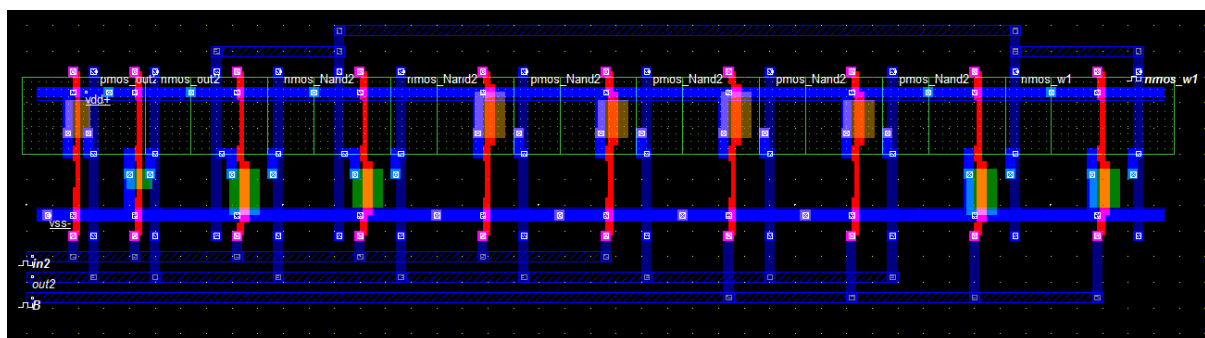 pmos_out2 nmos_out2 nmos_Nand2 nmos_Nand2 pmos_Nand2 pmos_Nand2 pmos_Nand2 pmos_Nand2 nmos_w1 nmos_w1
vdd+
vss-
in2
out2
B